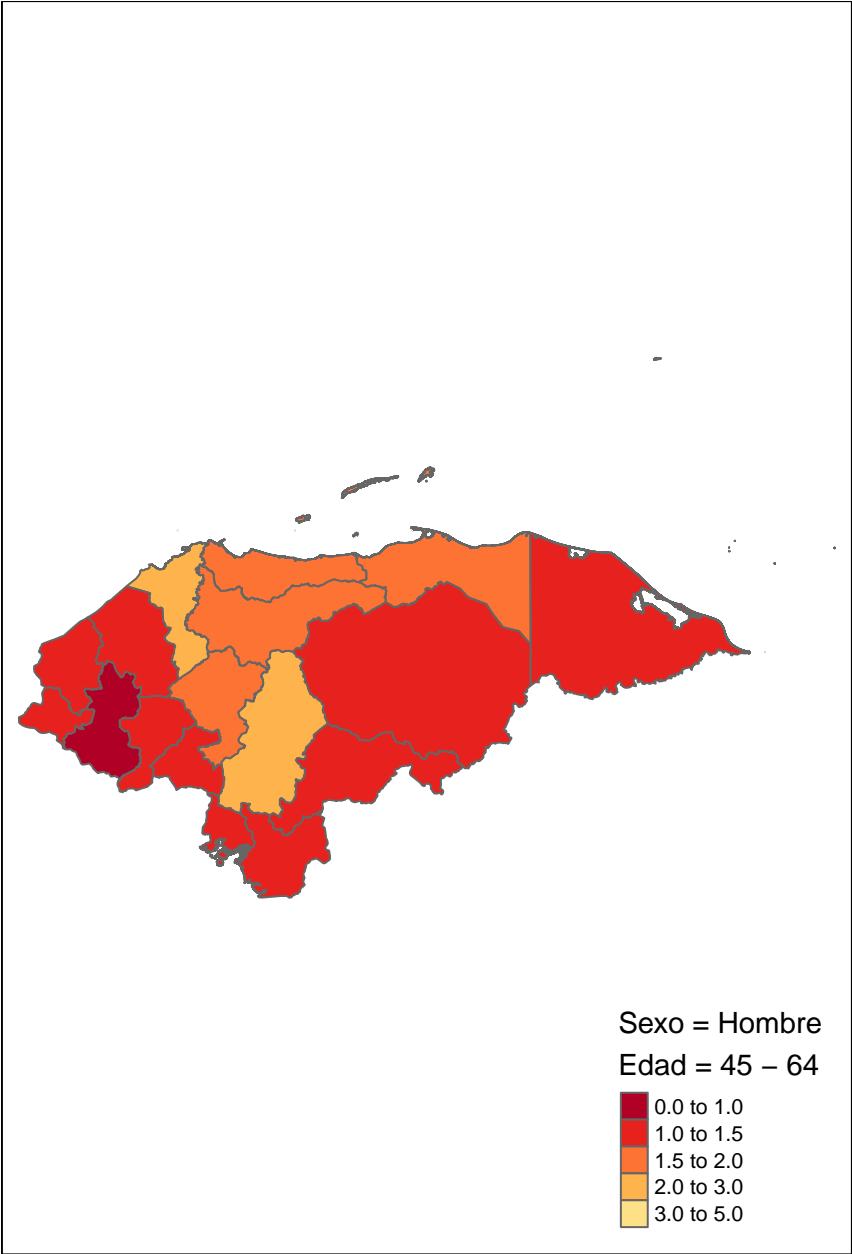 Sexo = Hombre
Edad = 45 – 64
0.0 to 1.0
1.0 to 1.5
1.5 to 2.0
2.0 to 3.0
3.0 to 5.0